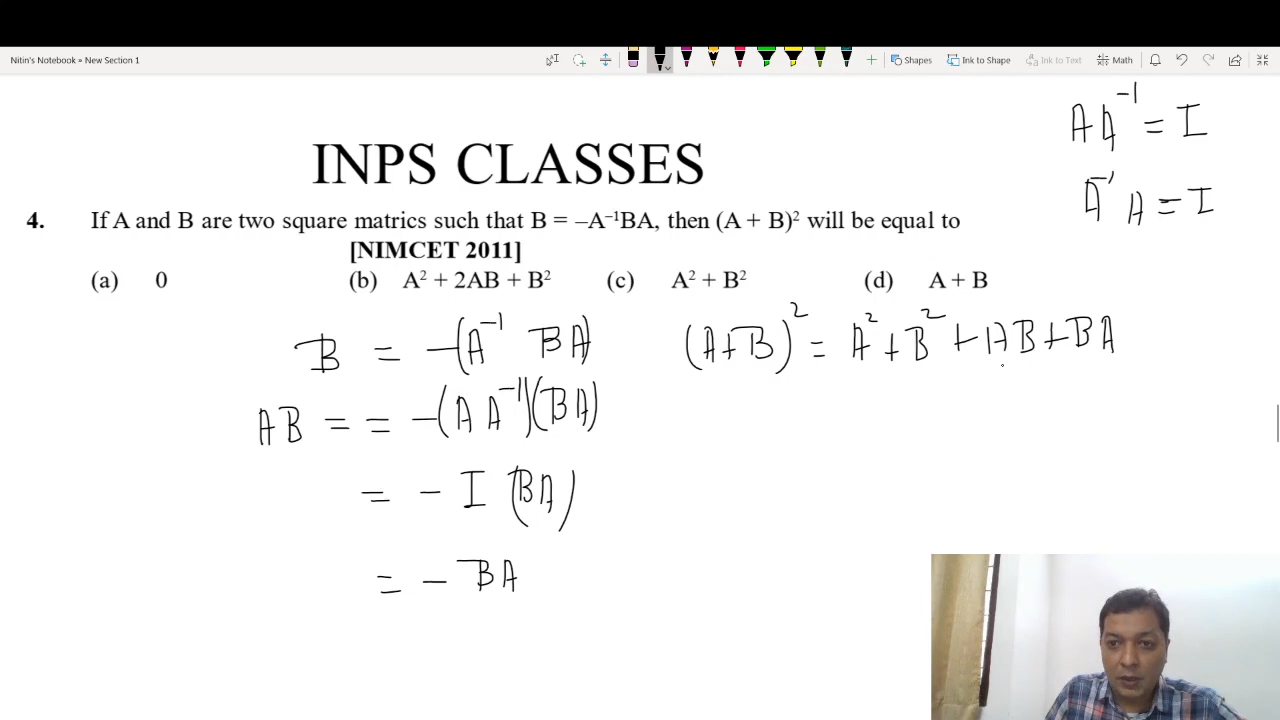 Nitin's Notebook » New Section 1
Shapes Ink to Shape Ink to Text Math
INPS CLASSES
4. If A and B are two square matrics such that B = –A⁻¹BA, then (A + B)² will be equal to
[NIMCET 2011]
(a) 0 (b) A² + 2AB + B² (c) A² + B² (d) A + B
AA⁻¹ = I
A⁻¹A = I
B = -(A⁻¹ BA)
AB = = -(A A⁻¹)(BA)
= - I (BA)
= - BA
(A+B)² = A² + B² + AB + BA